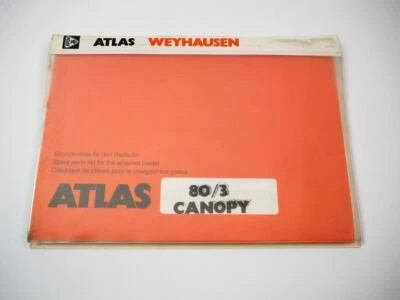 ATLAS WEYHAUSEN
Ersatzteilliste für den Radlader
Spare parts list for the wheeled loader
Catalogue de pièces pour le chargeur sur pneus
ATLAS
80/3
CANOPY